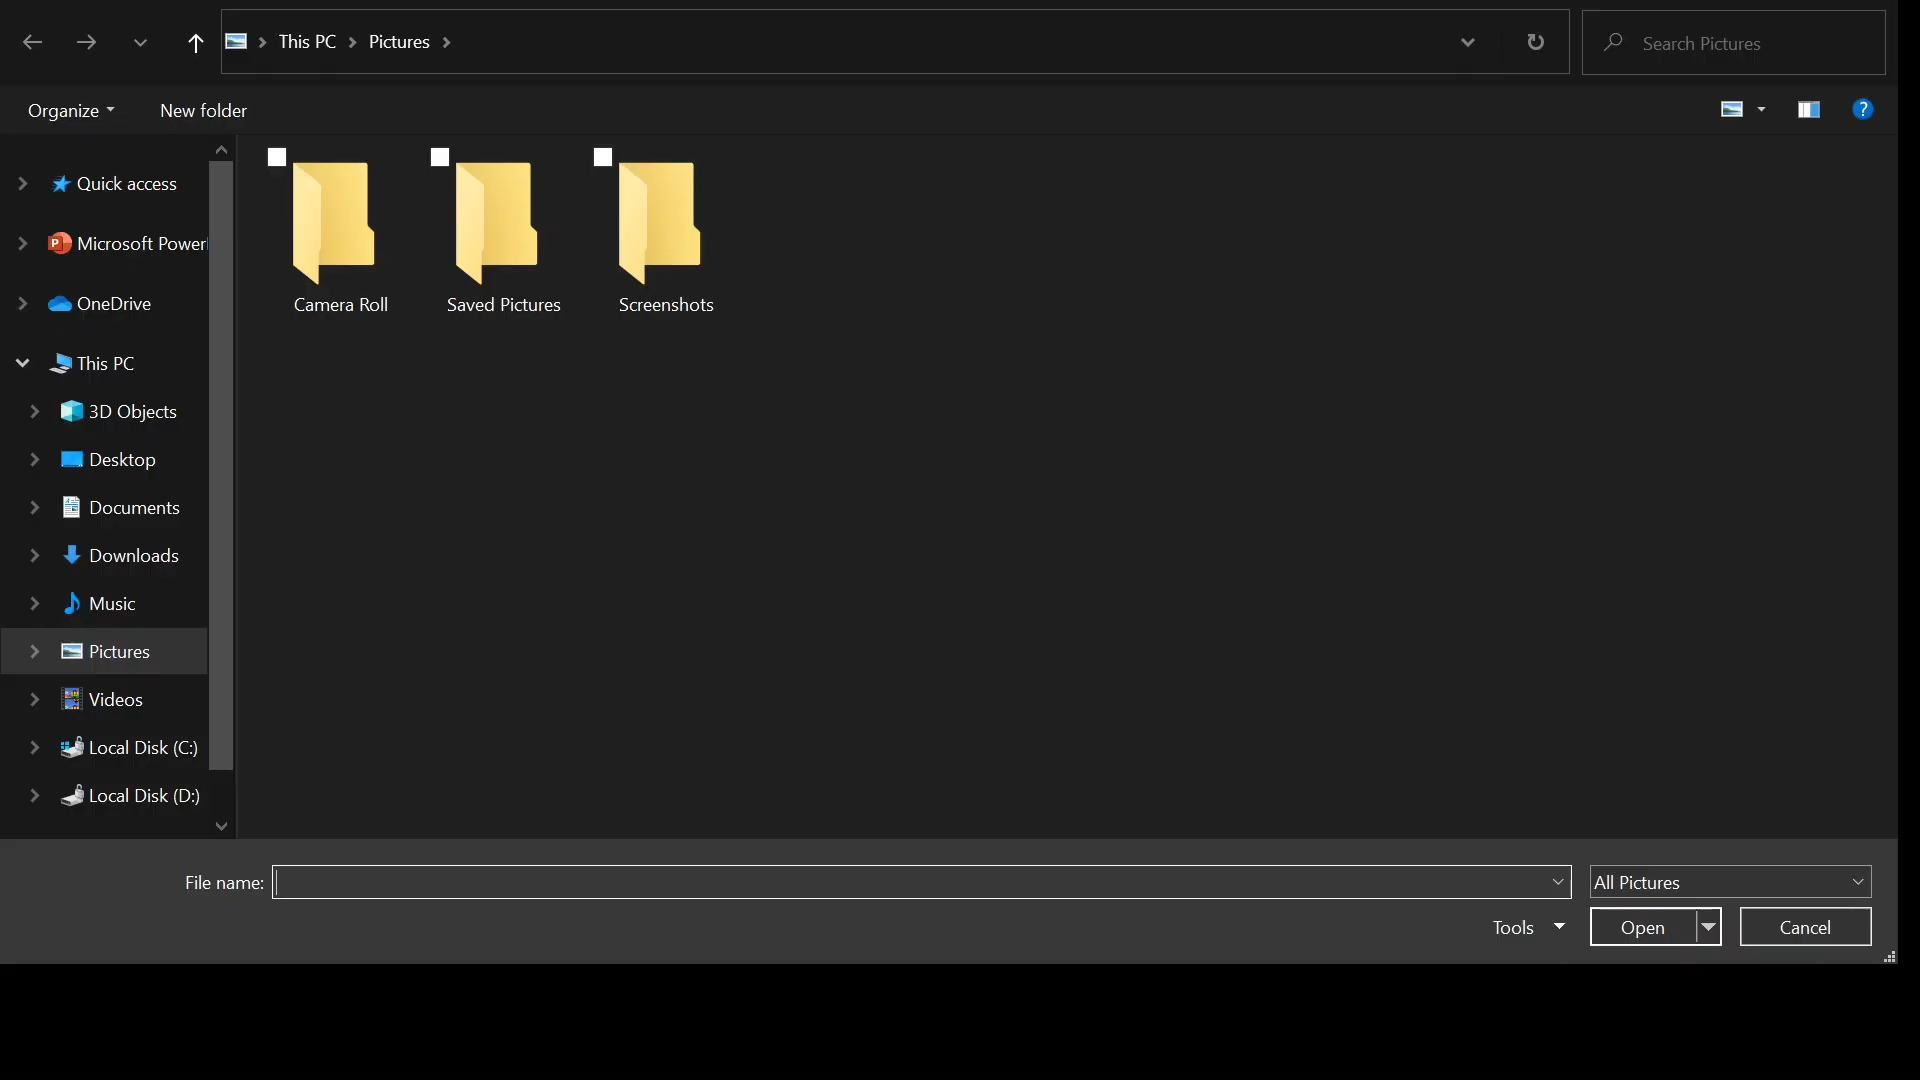 This PC
Pictures
Search Pictures
Organize
New folder
Quick access
Microsoft Power
OneDrive
This PC
3D Objects
Desktop
Documents
Downloads
Music
Pictures
Videos
Local Disk (C:)
Local Disk (D:)
Camera Roll
Saved Pictures
Screenshots
File name:
All Pictures
Tools
Open
Cancel